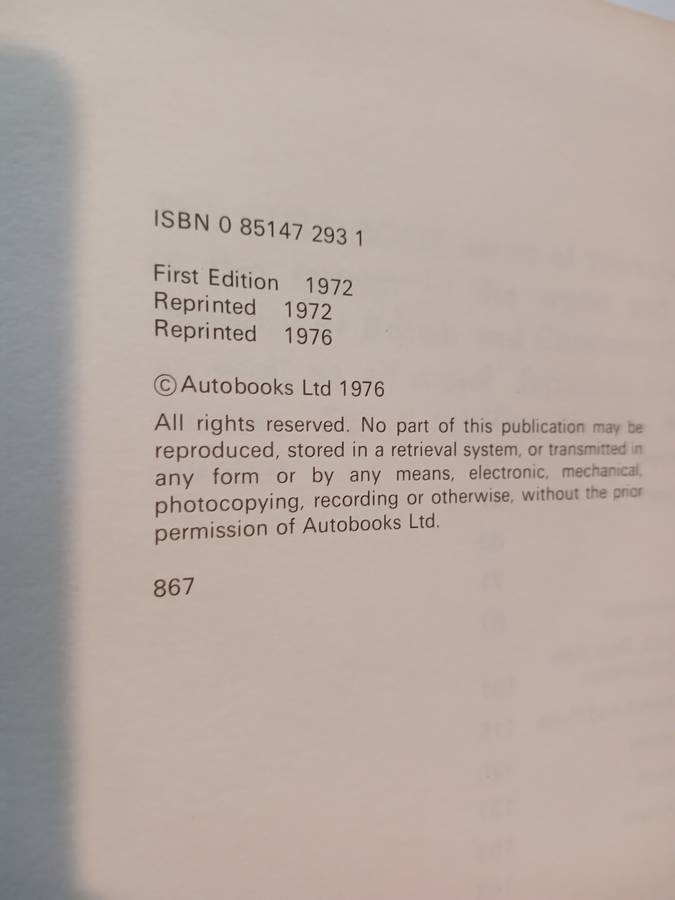 ISBN 0 85147 293 1
First Edition 1972
Reprinted 1972
Reprinted 1976
© Autobooks Ltd 1976
All rights reserved. No part of this publication may be
reproduced, stored in a retrieval system, or transmitted in
any form or by any means, electronic, mechanical,
photocopying, recording or otherwise, without the prior
permission of Autobooks Ltd.
867